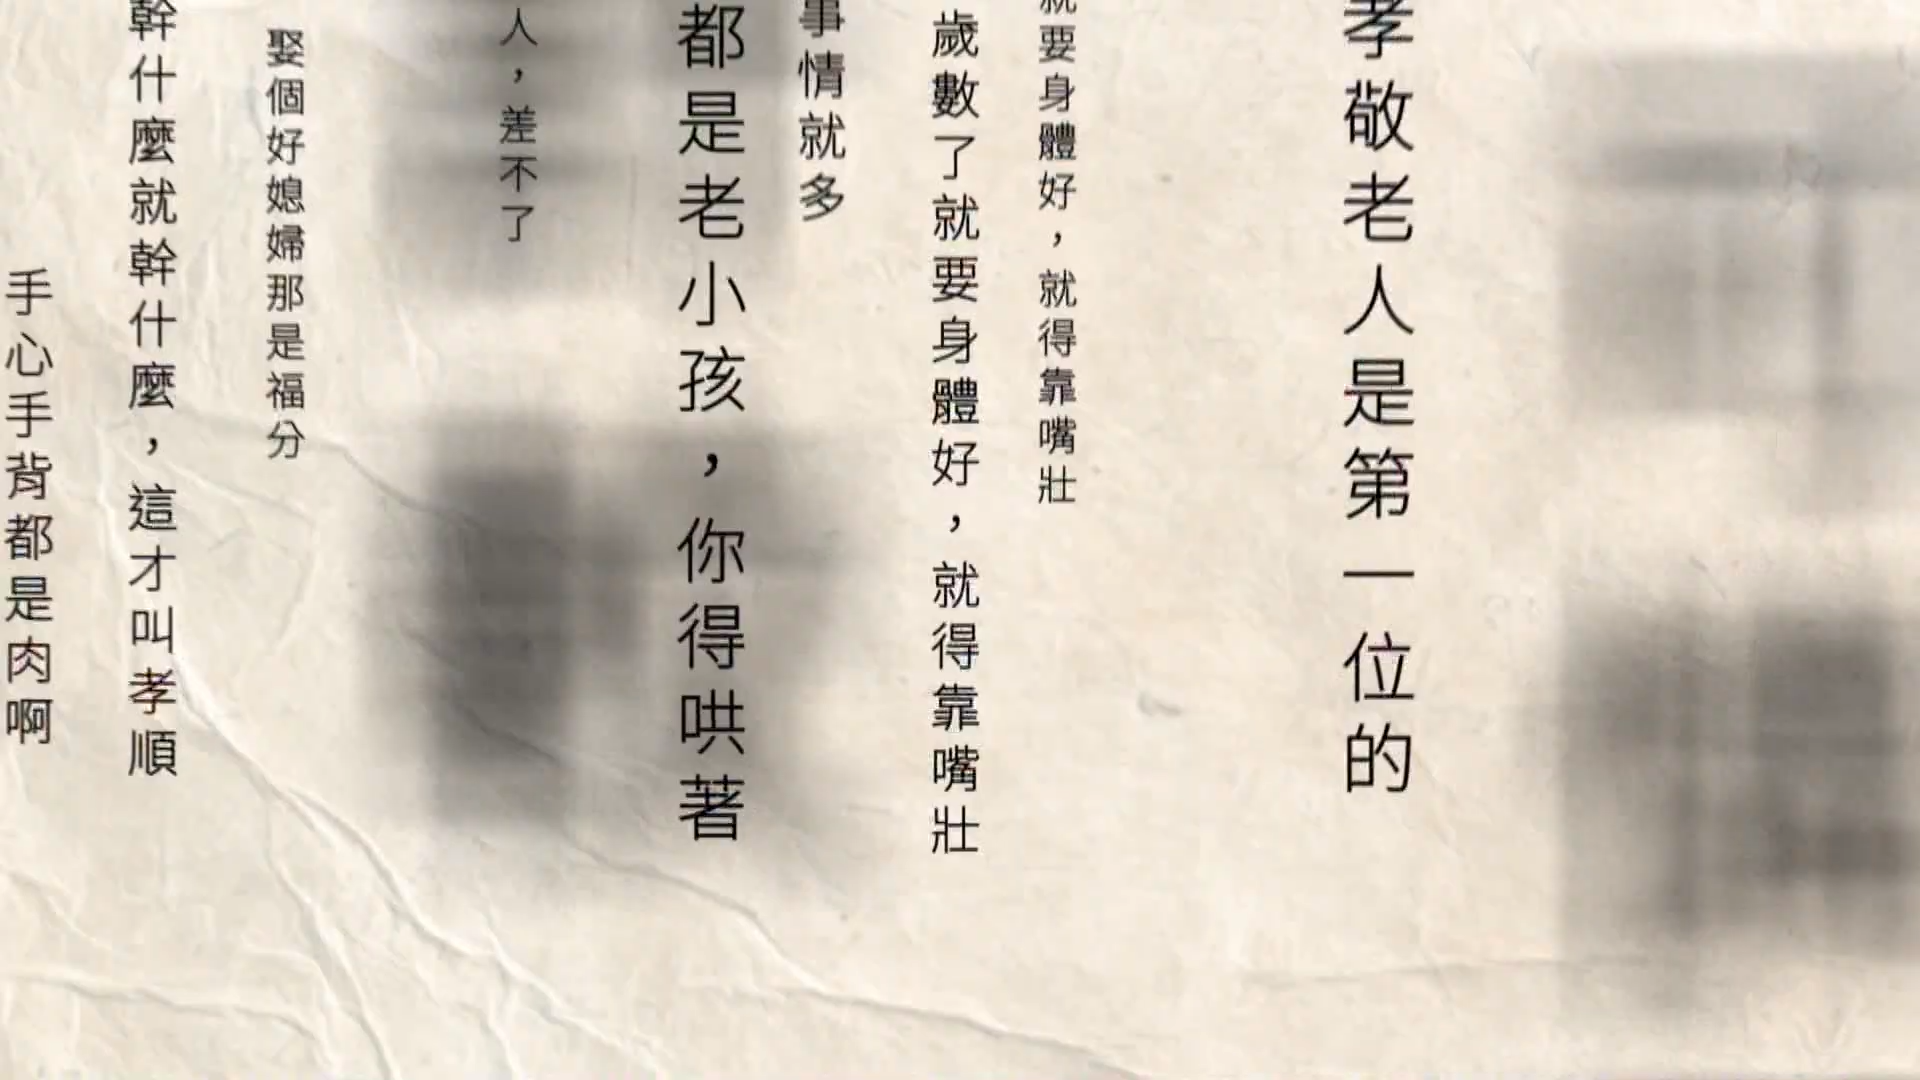 孝敬老人是第一位的
就要身體好，就得靠嘴壯
歲數了就要身體好，就得靠嘴壯
事情就多
都是老小孩，你得哄著
人，差不了
娶個好媳婦那是福分
幹什麼就幹什麼，這才叫孝順
手心手背都是肉啊